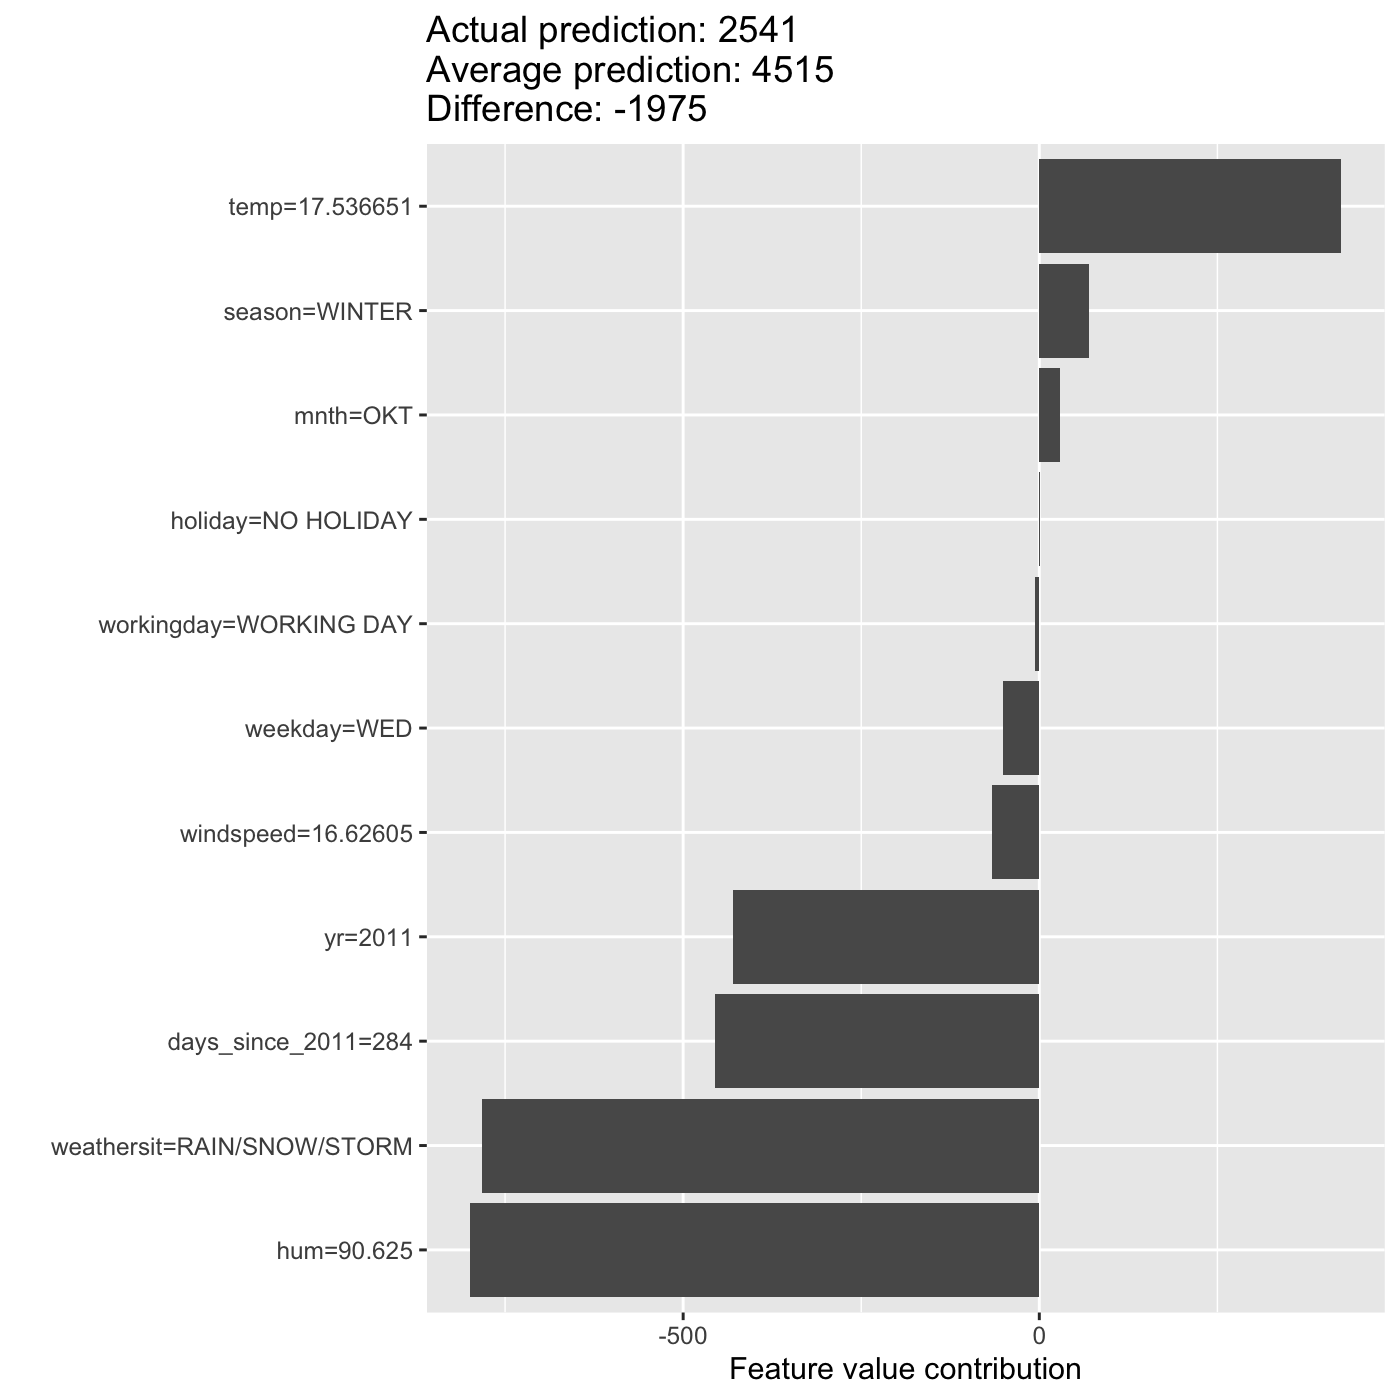 Actual prediction: 2541
Average prediction: 4515
Difference: -1975
temp=17.536651
season=WINTER
mnth=OKT
holiday=NO HOLIDAY
workingday=WORKING DAY
weekday=WED
windspeed=16.62605
yr=2011
days_since_2011=284
weathersit=RAIN/SNOW/STORM
hum=90.625
-500 0
Feature value contribution